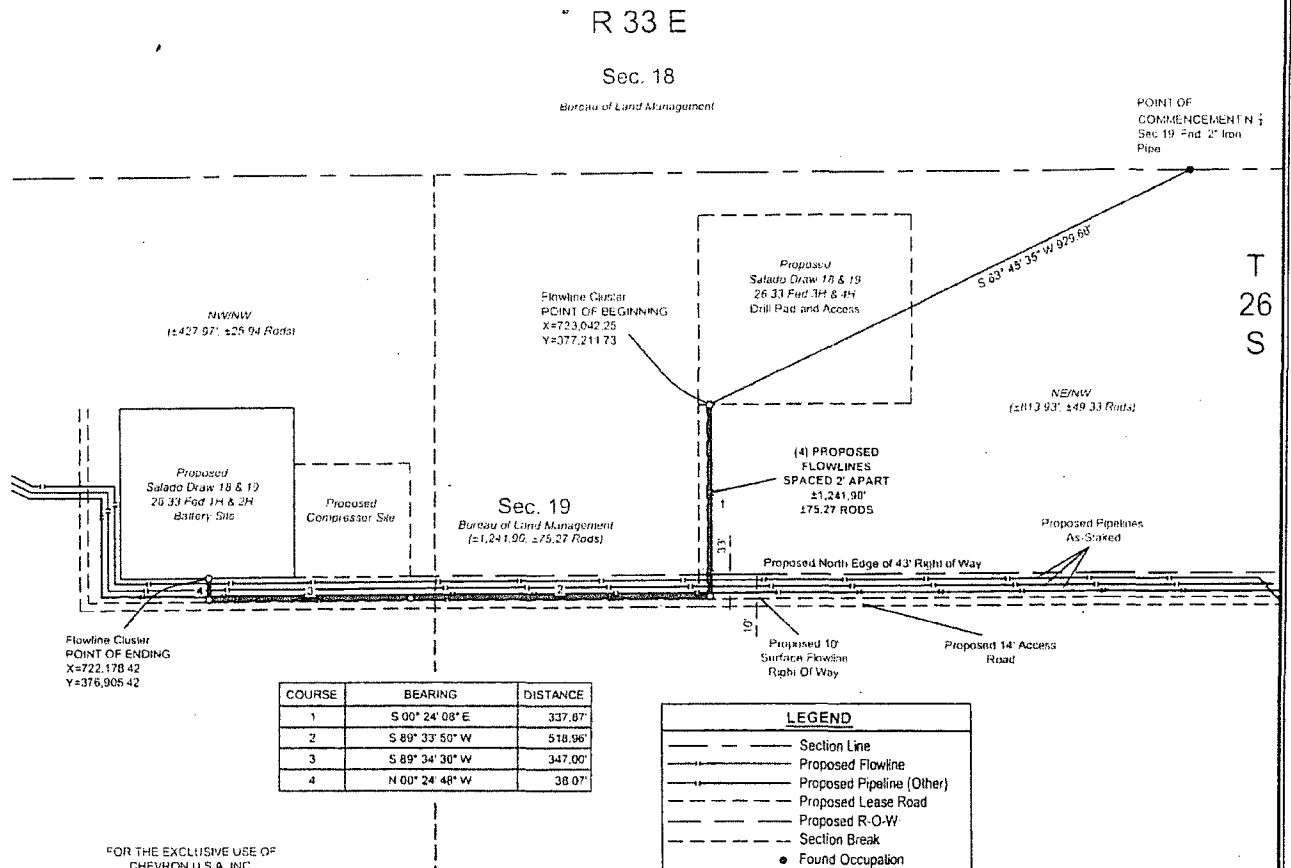 R 33 E
Sec. 18
Bureau of Land Management
POINT OF
COMMENCEMENT N ¼
Sec 19 Fnd 2" Iron
Pipe
S 63° 45' 35" W 929.68'
T
26
S
Proposed
Salado Draw 18 & 19
26 33 Fed 3H & 4H
Drill Pad and Access
Flowline Cluster
POINT OF BEGINNING
X=723,042.25
Y=377,211.73
NW/NW
(±427.97', ±25.94 Rods)
NE/NW
(±813.93', ±49.33 Rods)
(4) PROPOSED
FLOWLINES
SPACED 2' APART
±1,241.90'
±75.27 RODS
1
Proposed
Salado Draw 18 & 19
26 33 Fed 1H & 2H
Battery Site
Proposed
Compressor Site
Sec. 19
Bureau of Land Management
(±1,241.90, ±75.27 Rods)
33'
Proposed Pipelines
As-Staked
Proposed North Edge of 43' Right of Way
4
3
2
10'
Proposed 10'
Surface Flowline
Right Of Way
Proposed 14' Access
Road
Flowline Cluster
POINT OF ENDING
X=722,178.42
Y=376,905.42
COURSE BEARING DISTANCE
1 S 00° 24' 08" E 337.87'
2 S 89° 33' 50" W 518.96'
3 S 89° 34' 30" W 347.00'
4 N 00° 24' 48" W 38.07'
LEGEND
Section Line
Proposed Flowline
Proposed Pipeline (Other)
Proposed Lease Road
Proposed R-O-W
Section Break
Found Occupation
FOR THE EXCLUSIVE USE OF
CHEVRON U.S.A. INC.